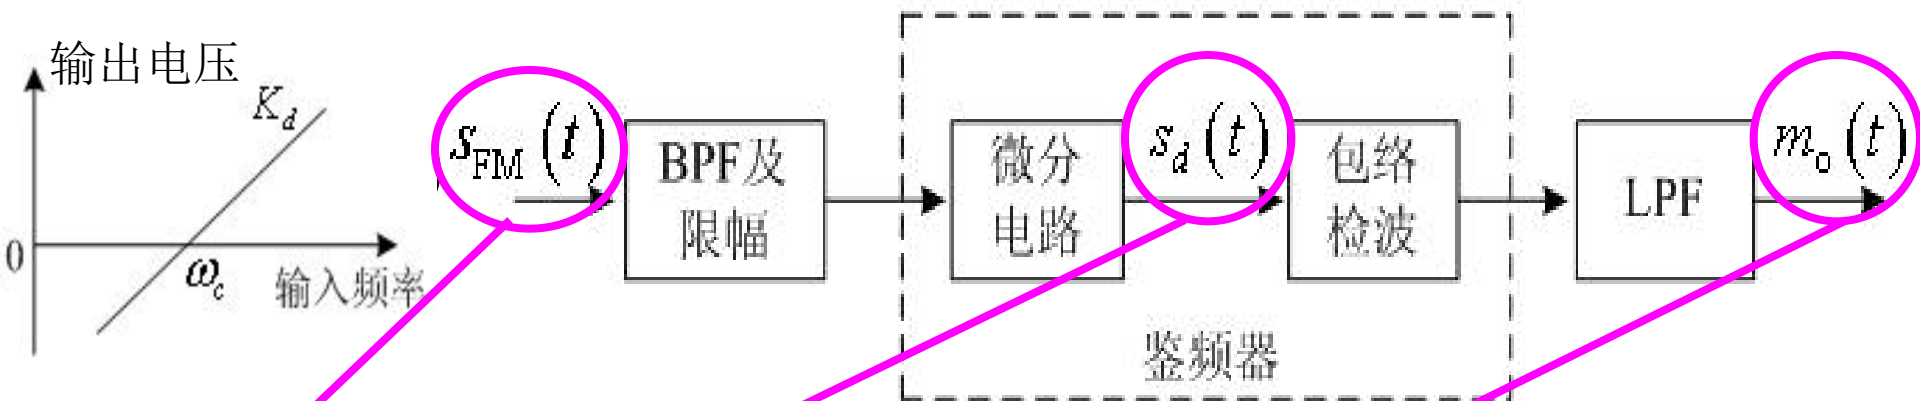 输出电压
K_d
0
ω_c
输入频率
s_FM(t)
BPF及
限幅
微分
电路
s_d(t)
包络
检波
鉴频器
LPF
m_o(t)